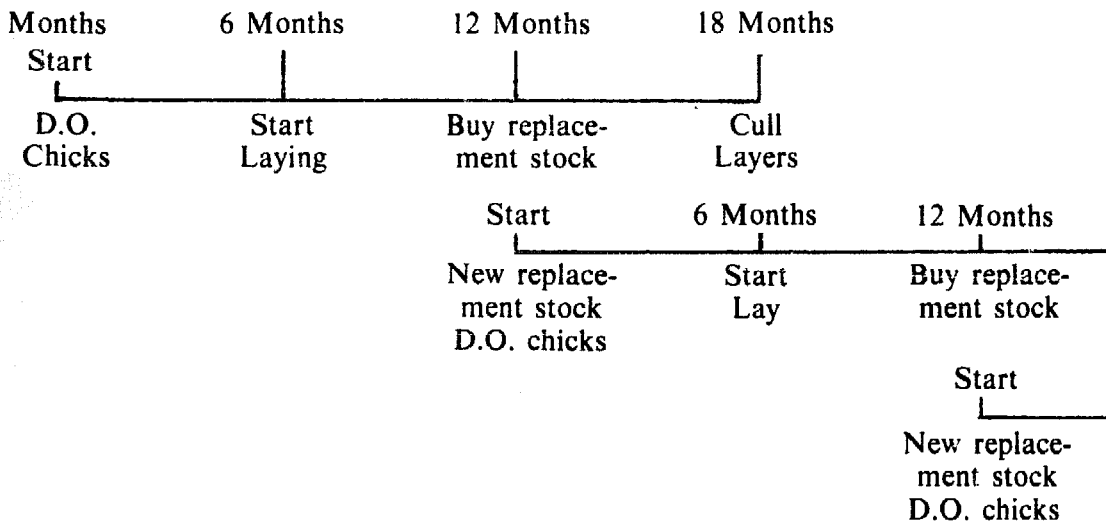 Months 6 Months 12 Months 18 Months
Start
D.O. Start Buy replace- Cull
Chicks Laying ment stock Layers
Start 6 Months 12 Months
New replace- Start Buy replace-
ment stock Lay ment stock
D.O. chicks
Start
New replace-
ment stock
D.O. chicks